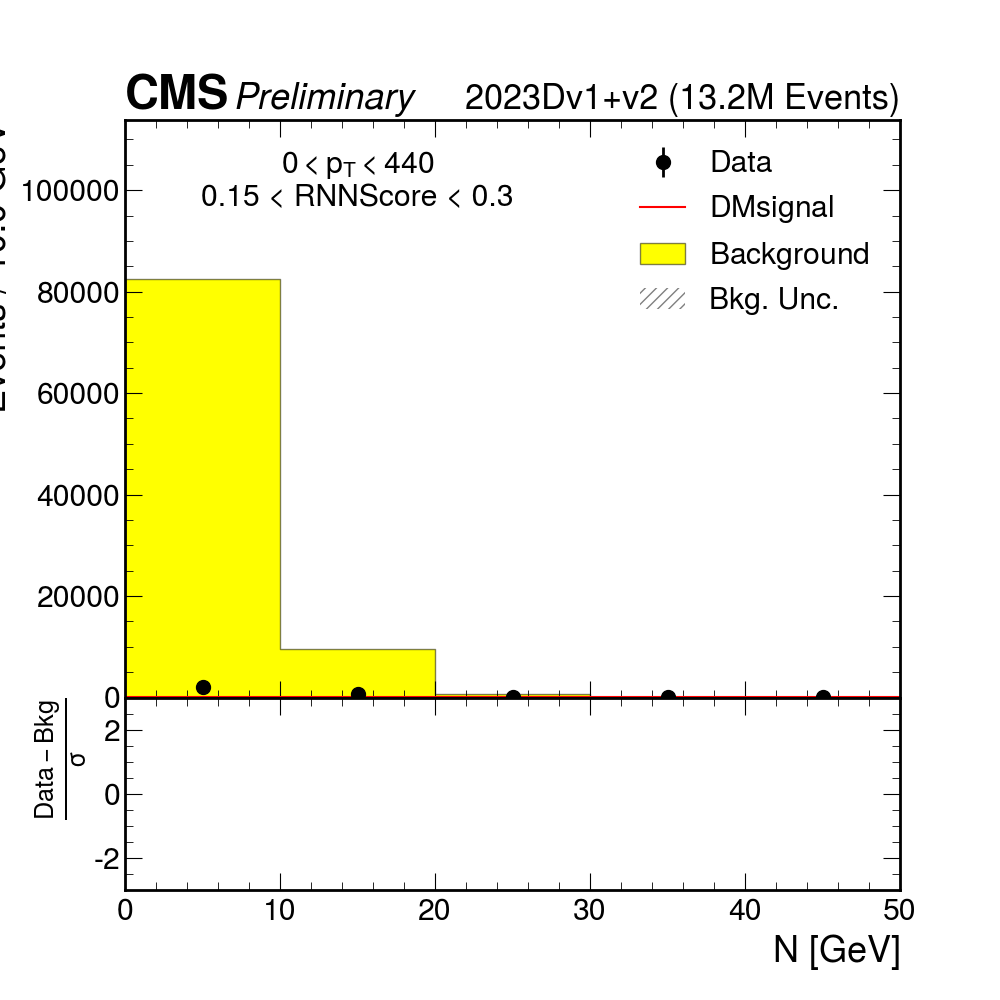 CMS Preliminary 2023Dv1+v2 (13.2M Events)
0 < pT < 440
0.15 < RNNScore < 0.3
Data
DMsignal
Background
Bkg. Unc.
100000
80000
60000
40000
20000
0
Data – Bkg
σ
2
0
-2
0 10 20 30 40 50
N [GeV]